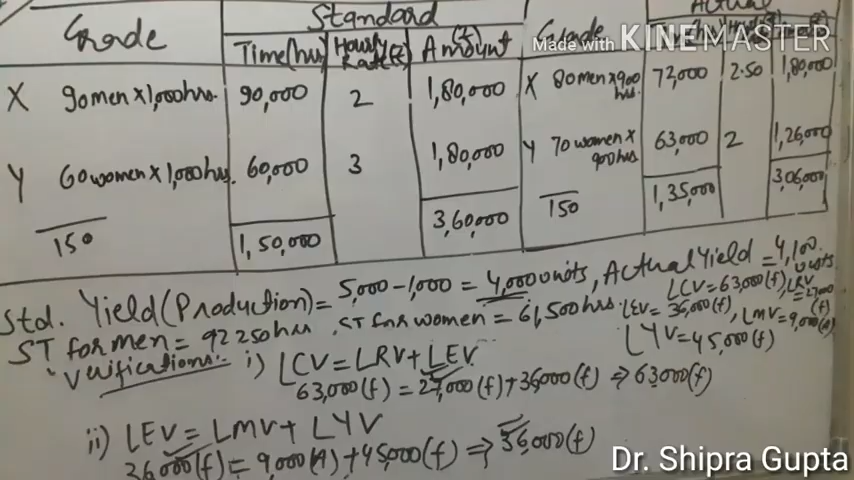 Standard
Actual
Grade
Time(hrs) Hourly Rate(₹) Amount (₹)
Grade
Made with KINEMASTER
X 90men×1,000hrs. 90,000 2 1,80,000
X 80men×900 hrs. 72,000 2.50 1,80,000
Y 60women×1,000hrs. 60,000 3 1,80,000
Y 70 women× 900hrs 63,000 2 1,26,000
150 1,50,000 3,60,000
150 1,35,000 3,06,000
Std. Yield(Production)= 5,000-1,000 = 4,000units, Actual Yield = 4,100 units
ST for men = 92250hrs, ST for women = 61,500hrs.
LCV=63,000(f), LRV =27,000 (f)
LEV= 36,000(f), LMV=9,000(A)
LYV=45,000(f)
Verifications:- i) LCV = LRV+LEV
63,000(f) = 27,000(f)+36,000(f) ⇒ 63,000(f)
ii) LEV = LMV + LYV
36,000(f)= 9,000(A)+45,000(f) ⇒ 36,000(f)
Dr. Shipra Gupta